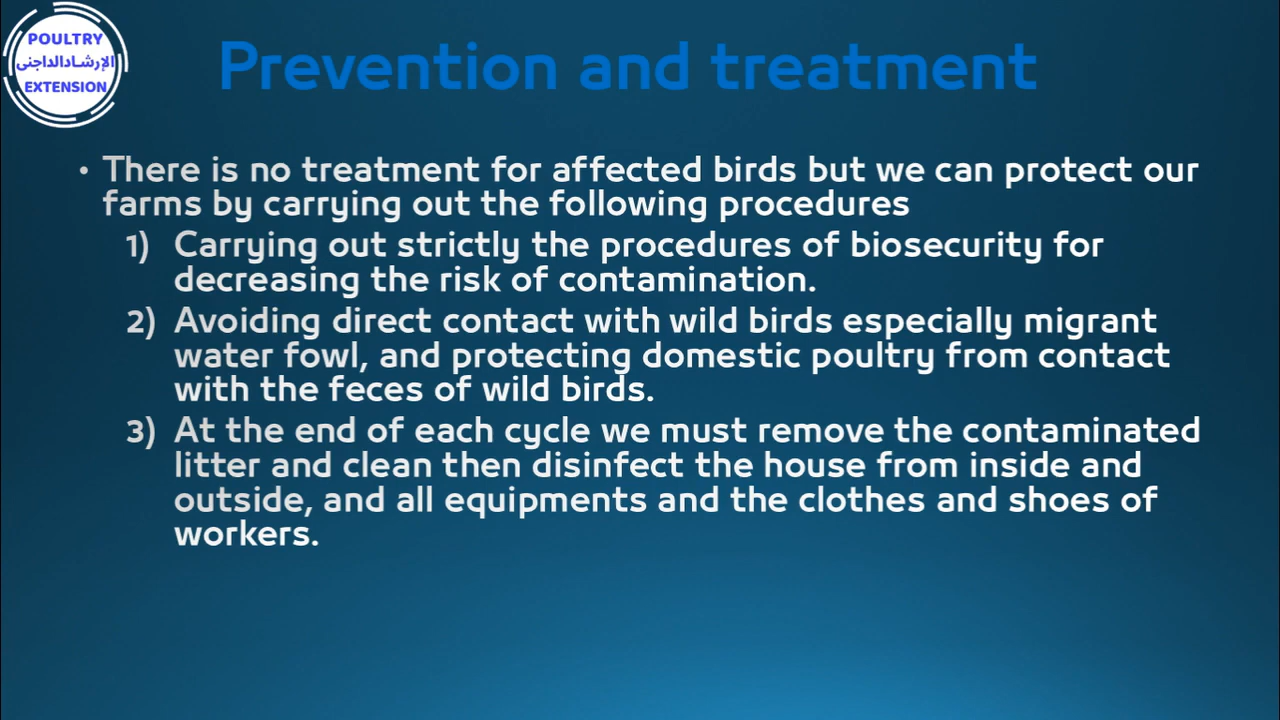 POULTRY
الإرشادالداجنى
EXTENSION
Prevention and treatment
• There is no treatment for affected birds but we can protect our
farms by carrying out the following procedures
1) Carrying out strictly the procedures of biosecurity for
decreasing the risk of contamination.
2) Avoiding direct contact with wild birds especially migrant
water fowl, and protecting domestic poultry from contact
with the feces of wild birds.
3) At the end of each cycle we must remove the contaminated
litter and clean then disinfect the house from inside and
outside, and all equipments and the clothes and shoes of
workers.